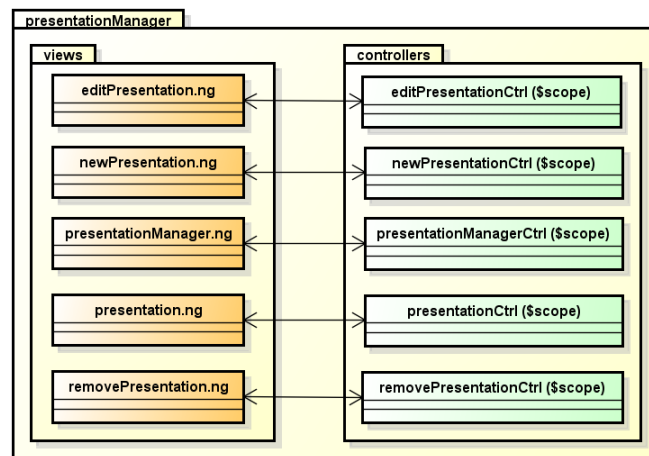 presentationManager
views
controllers
editPresentation.ng
editPresentationCtrl ($scope)
newPresentation.ng
newPresentationCtrl ($scope)
presentationManager.ng
presentationManagerCtrl ($scope)
presentation.ng
presentationCtrl ($scope)
removePresentation.ng
removePresentationCtrl ($scope)